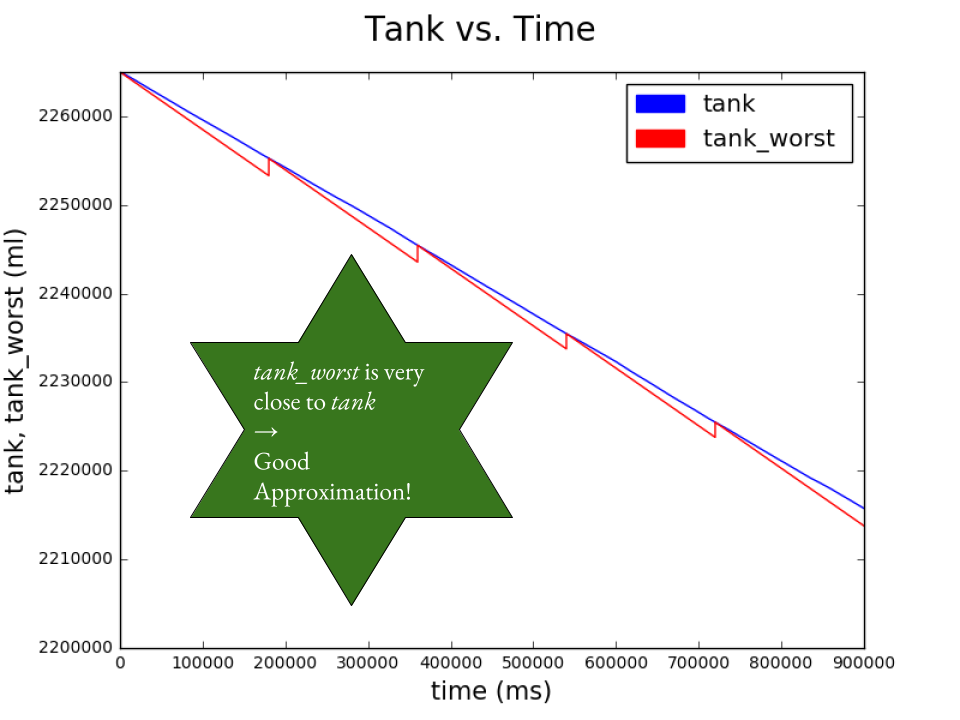 Tank vs. Time
tank
tank_worst
tank, tank_worst (ml)
2260000
2250000
2240000
2230000
2220000
2210000
2200000
tank_worst is very
close to tank
→
Good
Approximation!
0 100000 200000 300000 400000 500000 600000 700000 800000 900000
time (ms)